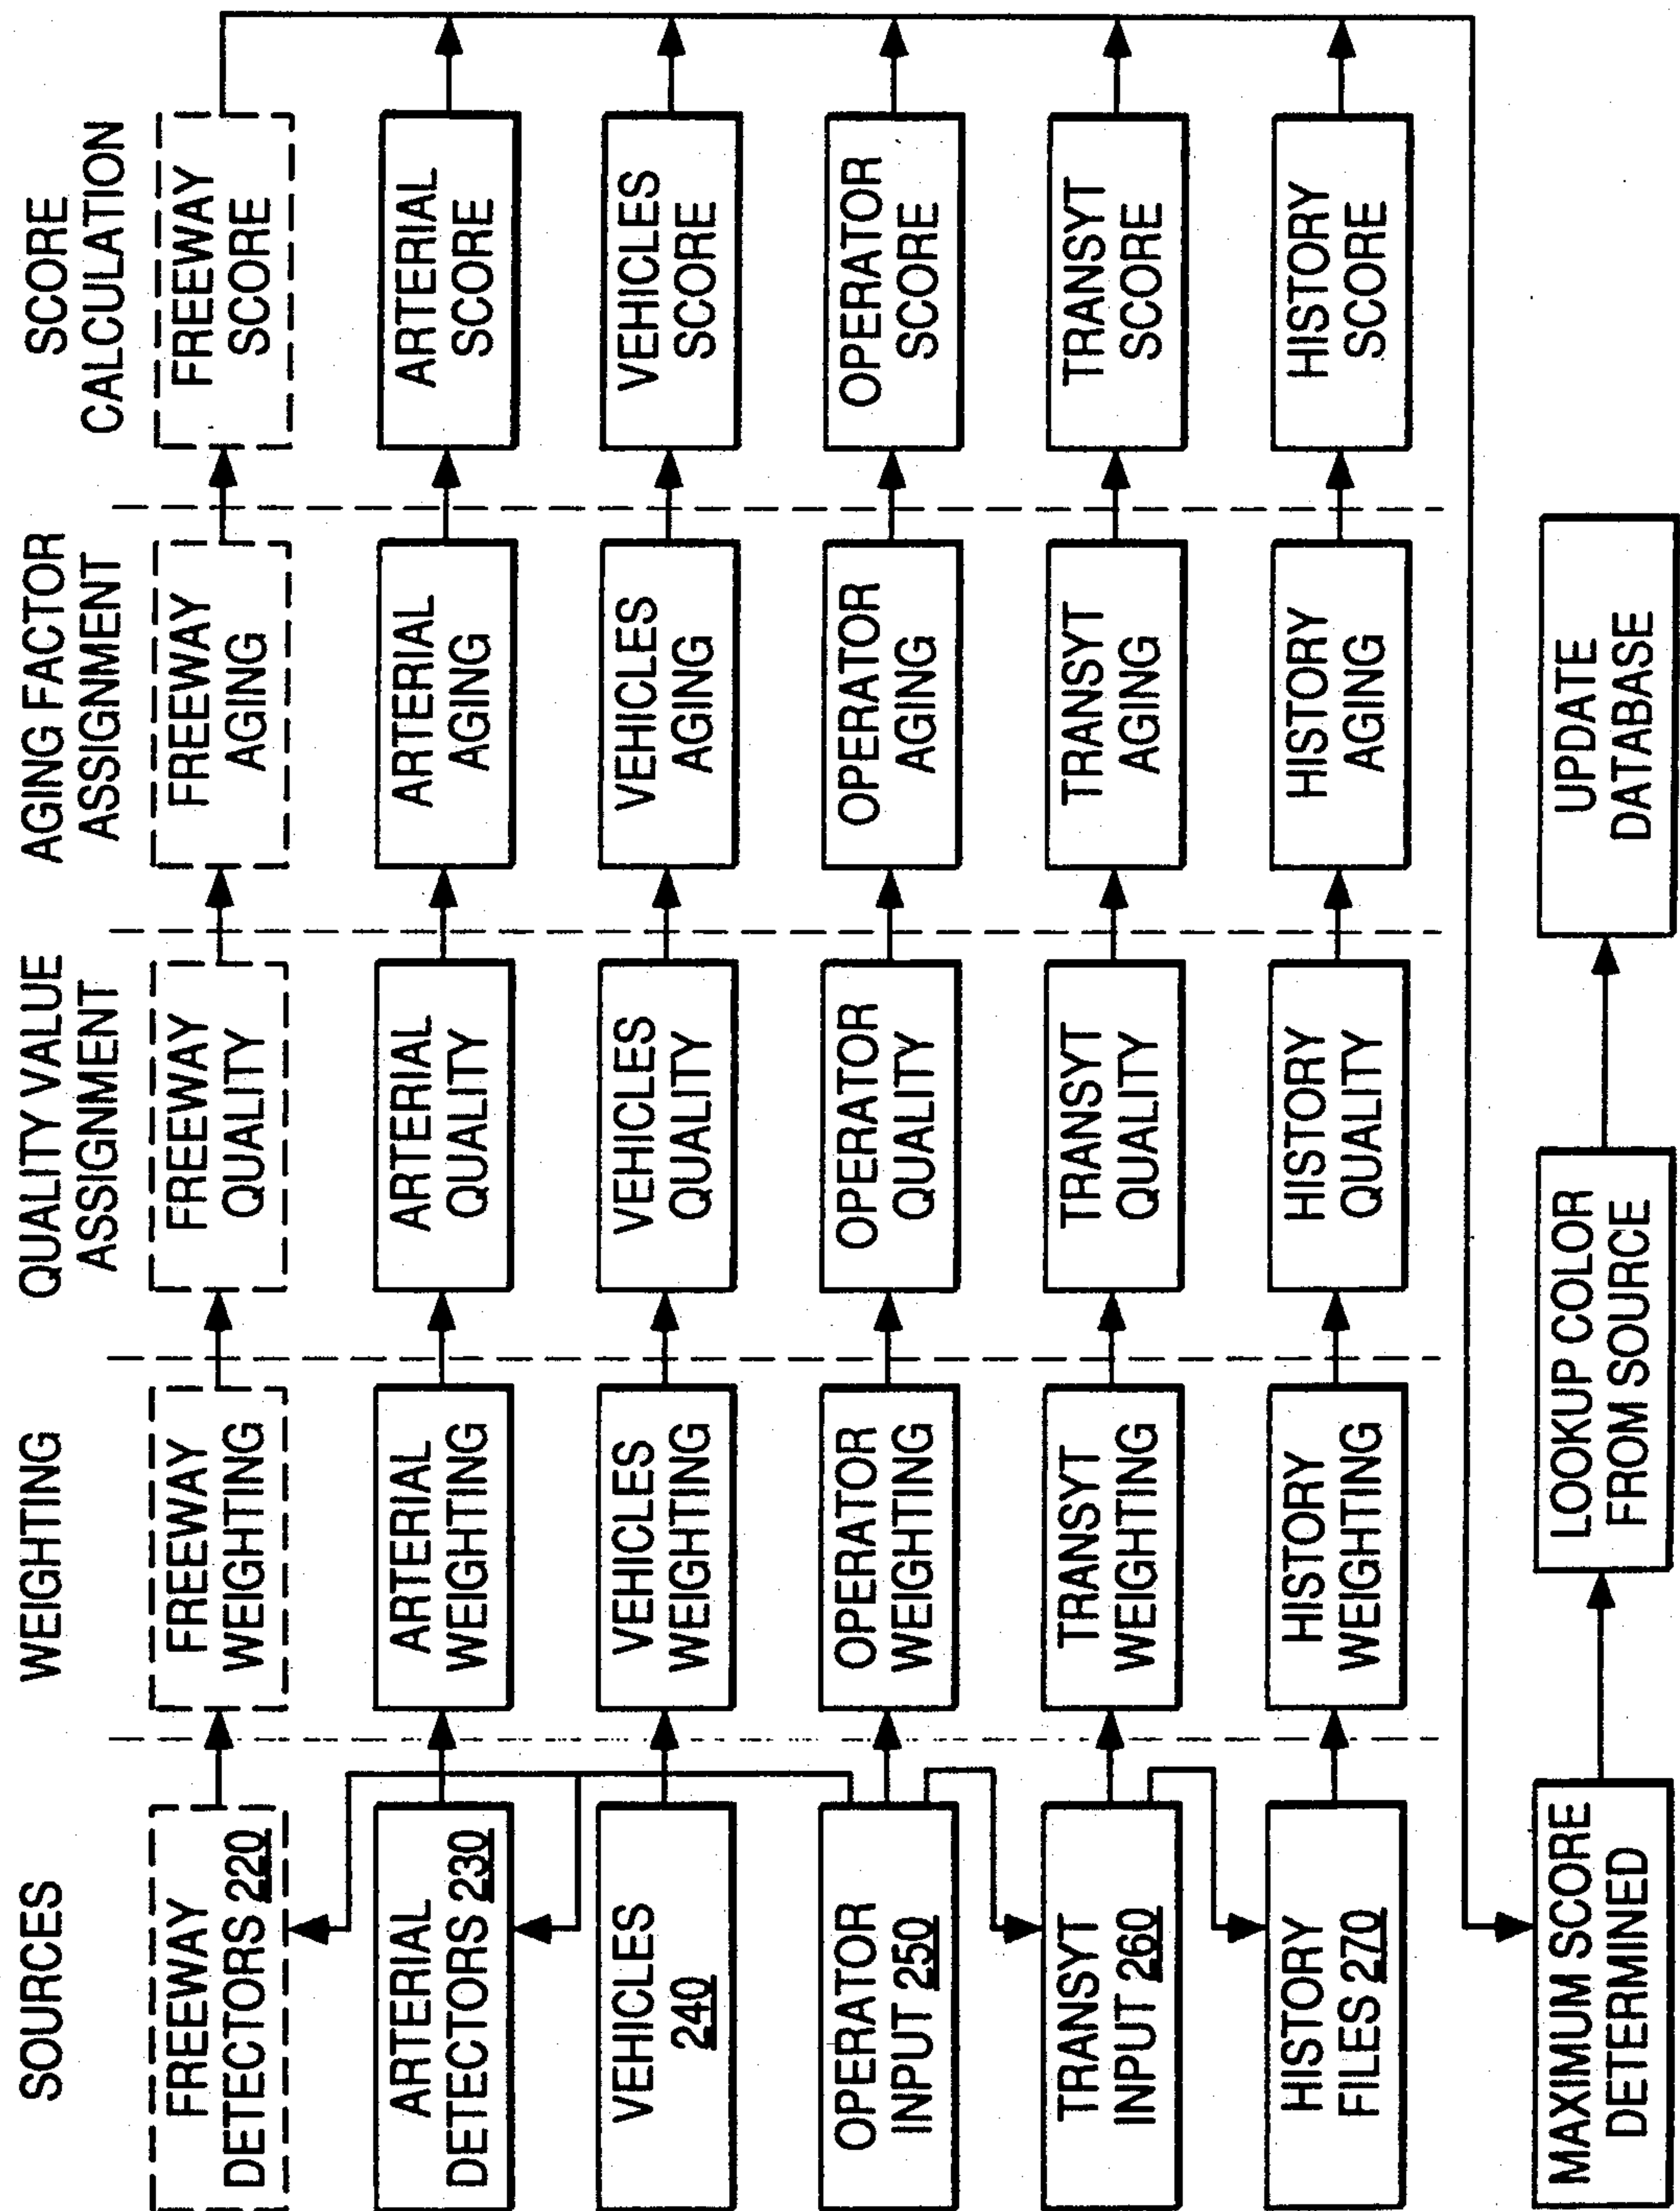 SOURCES
WEIGHTING
QUALITY VALUE
ASSIGNMENT
AGING FACTOR
ASSIGNMENT
SCORE
CALCULATION
FREEWAY
DETECTORS 220
FREEWAY
WEIGHTING
FREEWAY
QUALITY
FREEWAY
AGING
FREEWAY
SCORE
ARTERIAL
DETECTORS 230
ARTERIAL
WEIGHTING
ARTERIAL
QUALITY
ARTERIAL
AGING
ARTERIAL
SCORE
VEHICLES
240
VEHICLES
WEIGHTING
VEHICLES
QUALITY
VEHICLES
AGING
VEHICLES
SCORE
OPERATOR
INPUT 250
OPERATOR
WEIGHTING
OPERATOR
QUALITY
OPERATOR
AGING
OPERATOR
SCORE
TRANSYT
INPUT 260
TRANSYT
WEIGHTING
TRANSYT
QUALITY
TRANSYT
AGING
TRANSYT
SCORE
HISTORY
FILES 270
HISTORY
WEIGHTING
HISTORY
QUALITY
HISTORY
AGING
HISTORY
SCORE
MAXIMUM SCORE
DETERMINED
LOOKUP COLOR
FROM SOURCE
UPDATE
DATABASE